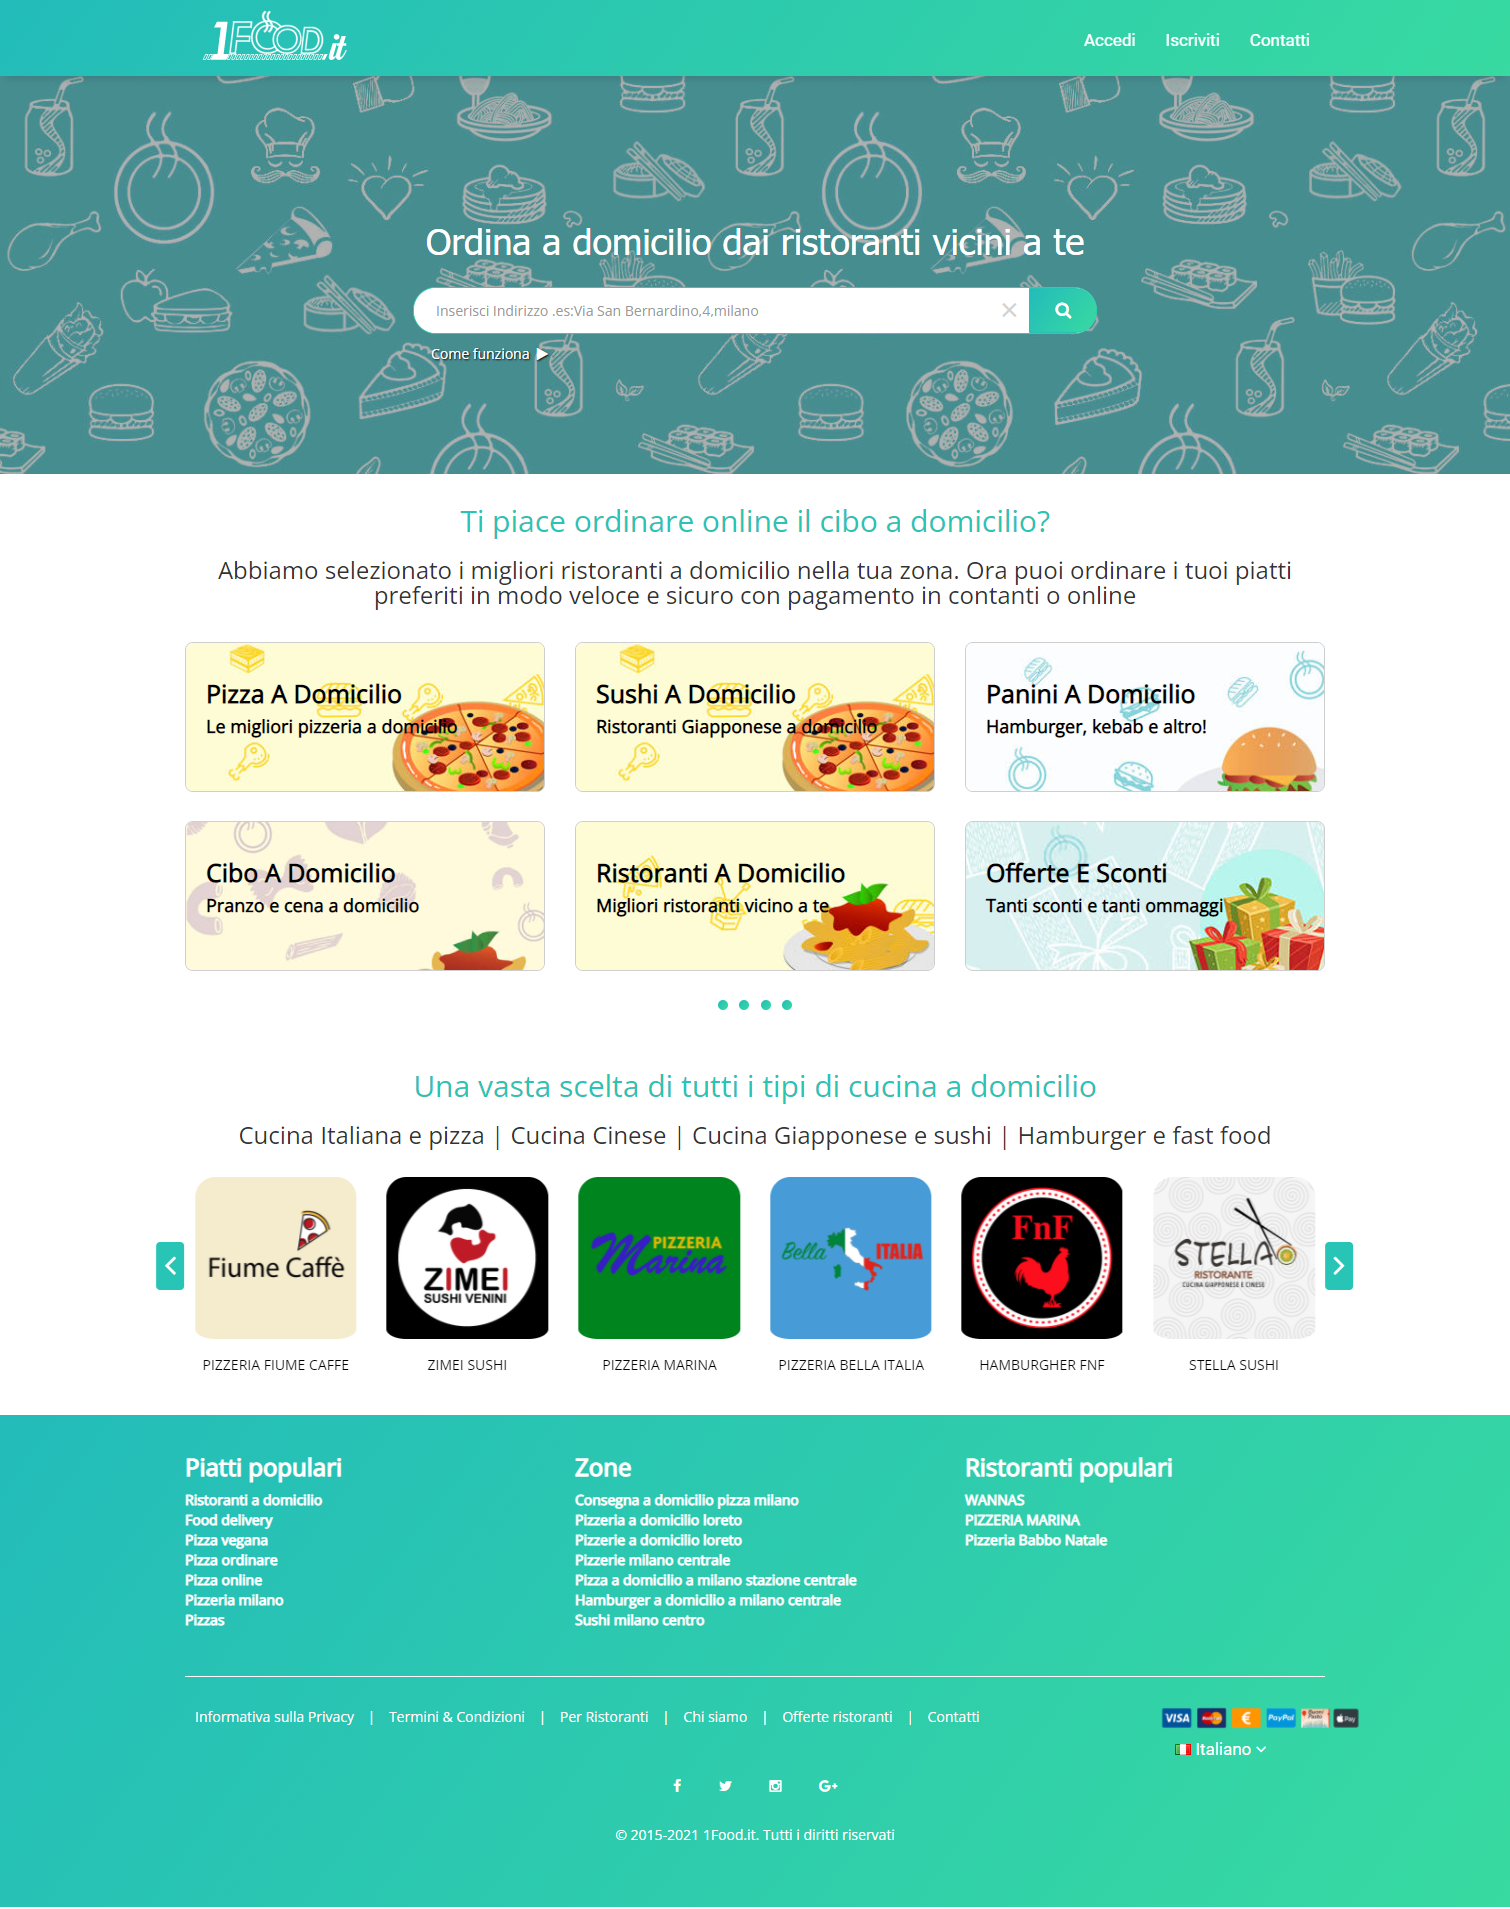 1FOOD.it
Accedi Iscriviti Contatti
Ordina a domicilio dai ristoranti vicini a te
Inserisci Indirizzo .es:Via San Bernardino,4,milano
Come funziona
Ti piace ordinare online il cibo a domicilio?
Abbiamo selezionato i migliori ristoranti a domicilio nella tua zona. Ora puoi ordinare i tuoi piatti
preferiti in modo veloce e sicuro con pagamento in contanti o online
Pizza A Domicilio
Le migliori pizzeria a domicilio
Sushi A Domicilio
Ristoranti Giapponese a domicilio
Panini A Domicilio
Hamburger, kebab e altro!
Cibo A Domicilio
Pranzo e cena a domicilio
Ristoranti A Domicilio
Migliori ristoranti vicino a te
Offerte E Sconti
Tanti sconti e tanti ommaggi
Una vasta scelta di tutti i tipi di cucina a domicilio
Cucina Italiana e pizza | Cucina Cinese | Cucina Giapponese e sushi | Hamburger e fast food
Fiume Caffè
ZIMEI
SUSHI VENINI
PIZZERIA
Marina
Bella ITALIA
FnF
STELLA
RISTORANTE
CUCINA GIAPPONESE E CINESE
PIZZERIA FIUME CAFFE
ZIMEI SUSHI
PIZZERIA MARINA
PIZZERIA BELLA ITALIA
HAMBURGHER FNF
STELLA SUSHI
Piatti populari
Ristoranti a domicilio
Food delivery
Pizza vegana
Pizza ordinare
Pizza online
Pizzeria milano
Pizzas
Zone
Consegna a domicilio pizza milano
Pizzeria a domicilio loreto
Pizzerie a domicilio loreto
Pizzerie milano centrale
Pizza a domicilio a milano stazione centrale
Hamburger a domicilio a milano centrale
Sushi milano centro
Ristoranti populari
WANNAS
PIZZERIA MARINA
Pizzeria Babbo Natale
Informativa sulla Privacy | Termini & Condizioni | Per Ristoranti | Chi siamo | Offerte ristoranti | Contatti
VISA € PayPal Buoni Pasto Pay
Italiano
© 2015-2021 1Food.it. Tutti i diritti riservati